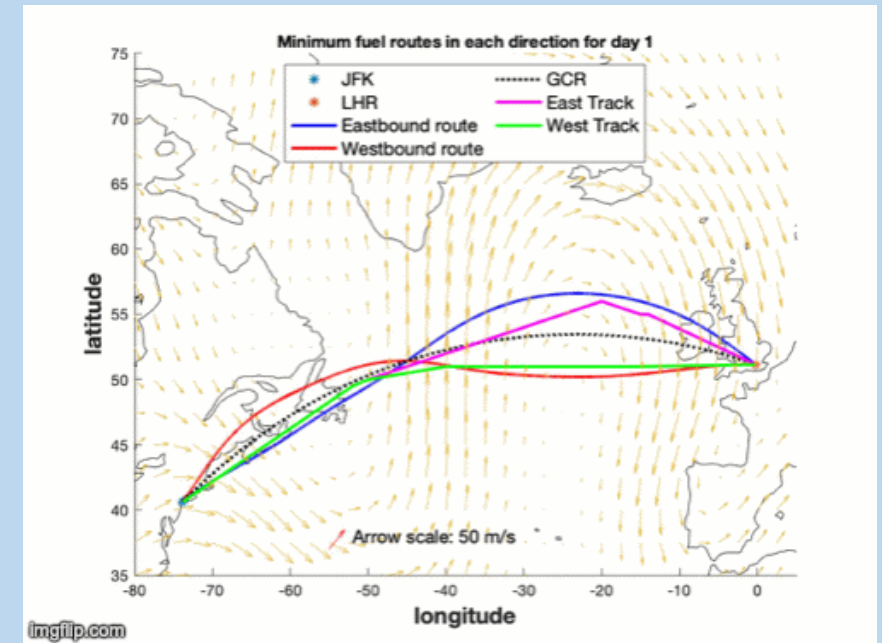 Minimum fuel routes in each direction for day 1
JFK
LHR
Eastbound route
Westbound route
GCR
East Track
West Track
75
70
65
60
55
50
45
40
35
latitude
Arrow scale: 50 m/s
-80 -70 -60 -50 -40 -30 -20 -10 0
longitude
imgflip.com